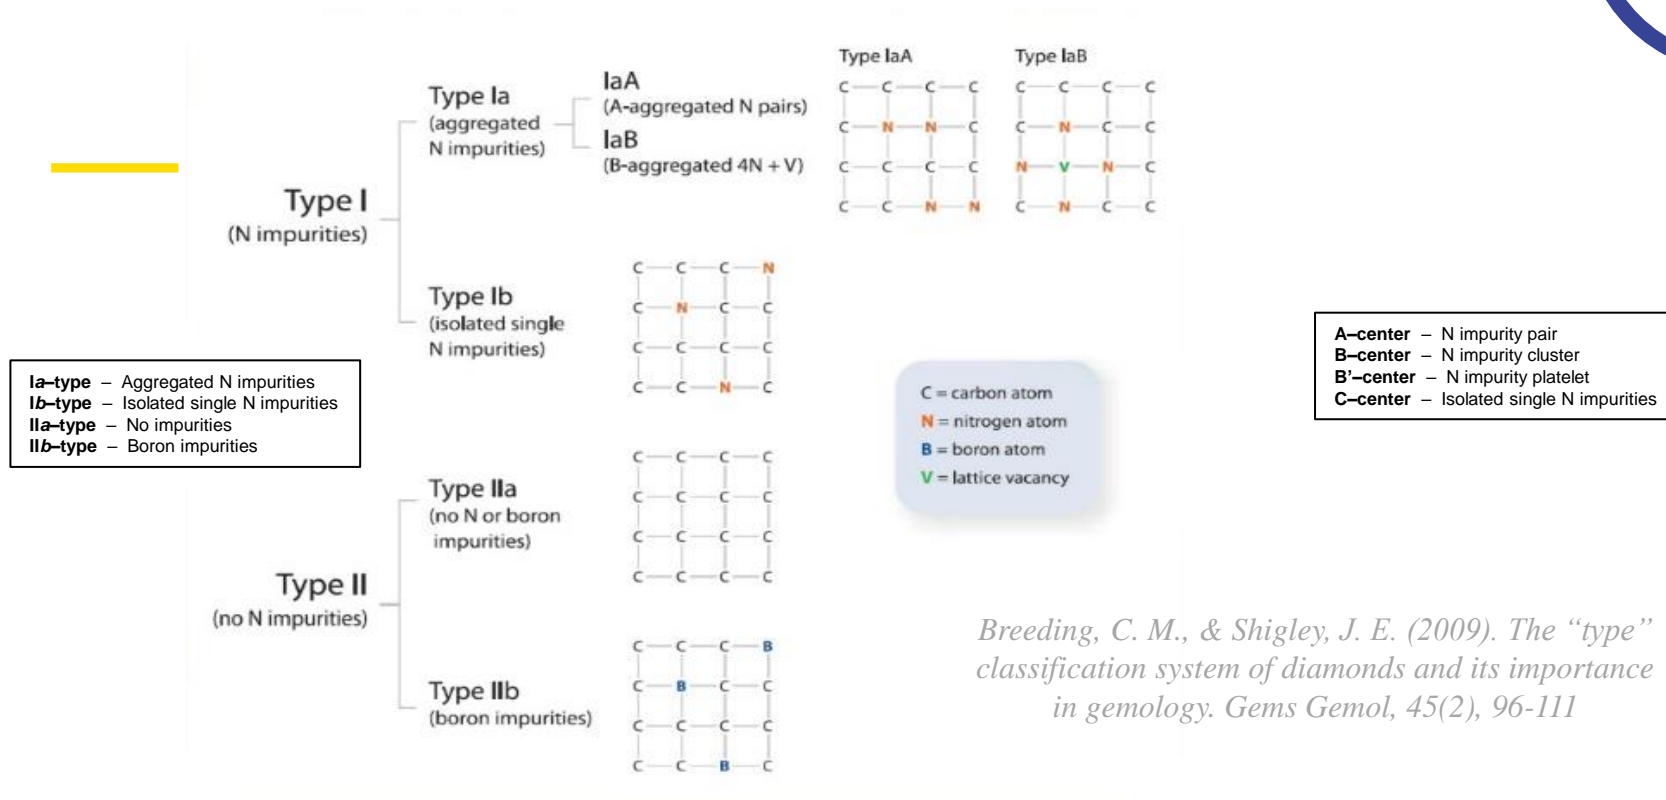 Type I
(N impurities)
Type Ia
(aggregated
N impurities)
IaA
(A-aggregated N pairs)
IaB
(B-aggregated 4N + V)
Type IaA
C C C C
C N N C
C C C C
C C N N
Type IaB
C C C C
C N C C
N V N C
C N C C
Type Ib
(isolated single
N impurities)
C C C N
C N C C
C C C C
C C N C
Ia–type – Aggregated N impurities
Ib–type – Isolated single N impurities
IIa–type – No impurities
IIb–type – Boron impurities
C = carbon atom
N = nitrogen atom
B = boron atom
V = lattice vacancy
A–center – N impurity pair
B–center – N impurity cluster
B’–center – N impurity platelet
C–center – Isolated single N impurities
Type II
(no N impurities)
Type IIa
(no N or boron
impurities)
C C C C
C C C C
C C C C
C C C C
Type IIb
(boron impurities)
C C C B
C B C C
C C C C
C C B C
Breeding, C. M., & Shigley, J. E. (2009). The “type”
classification system of diamonds and its importance
in gemology. Gems Gemol, 45(2), 96-111